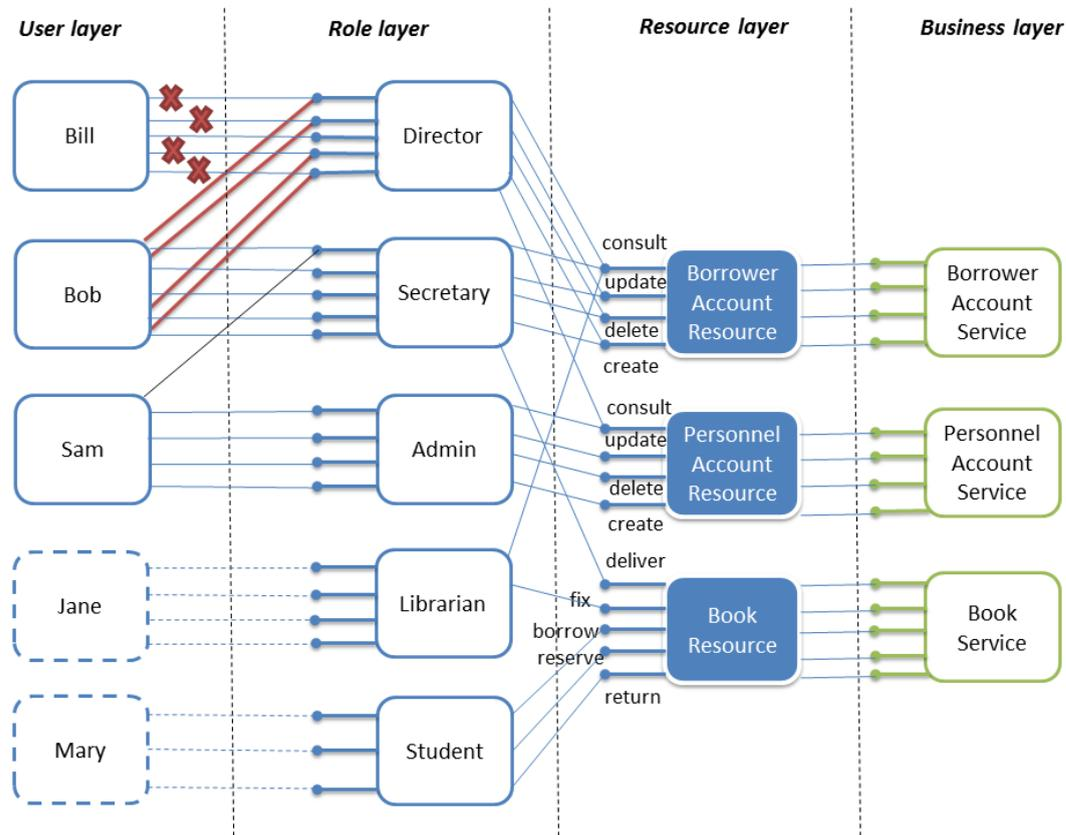 User layer
Role layer
Resource layer
Business layer
Bill
Director
Bob
Secretary
consult
update
delete
create
Borrower
Account
Resource
Borrower
Account
Service
Sam
Admin
consult
update
delete
create
Personnel
Account
Resource
Personnel
Account
Service
Jane
Librarian
deliver
fix
borrow
reserve
return
Book
Resource
Book
Service
Mary
Student